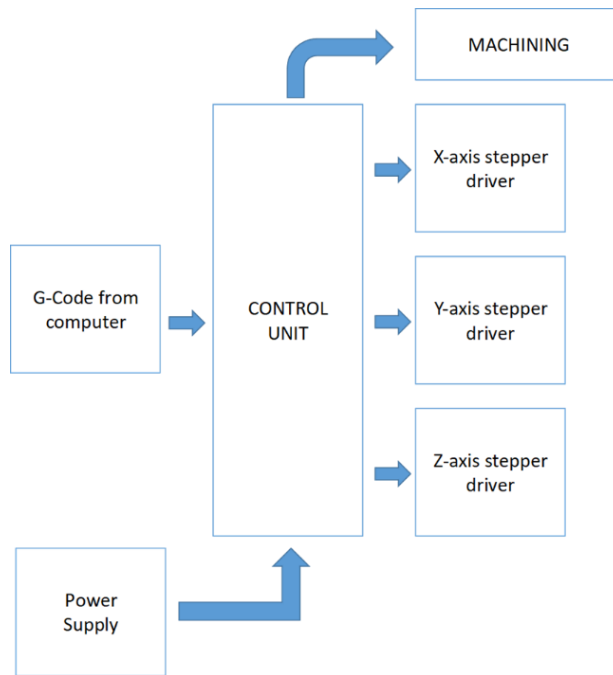 MACHINING
X-axis stepper
driver
G-Code from
computer
CONTROL
UNIT
Y-axis stepper
driver
Z-axis stepper
driver
Power
Supply